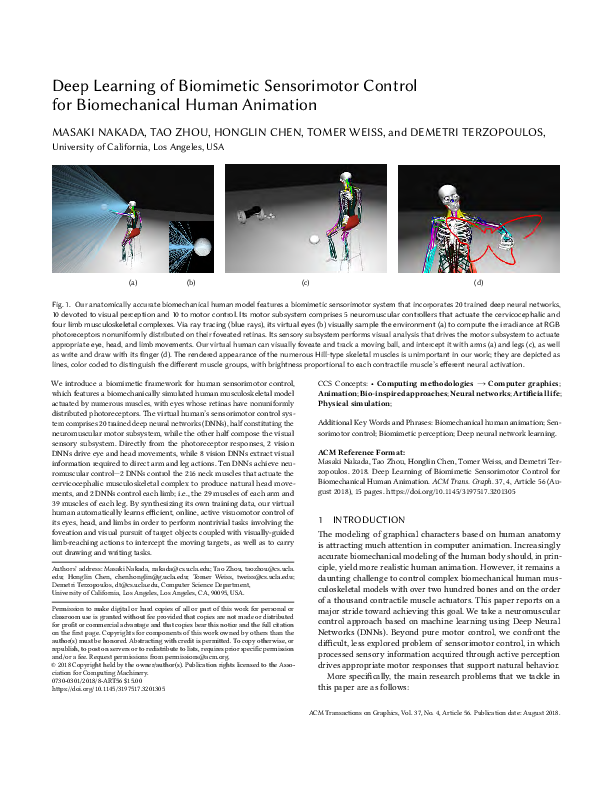 Deep Learning of Biomimetic Sensorimotor Control
for Biomechanical Human Animation
MASAKI NAKADA, TAO ZHOU, HONGLIN CHEN, TOMER WEISS, and DEMETRI TERZOPOULOS,
University of California, Los Angeles, USA
(a)
(b)
(c)
(d)
Fig. 1. Our anatomically accurate biomechanical human model features a biomimetic sensorimotor system that incorporates 20 trained deep neural networks,
10 devoted to visual perception and 10 to motor control. Its motor subsystem comprises 5 neuromuscular controllers that actuate the cervicocephalic and
four limb musculoskeletal complexes. Via ray tracing (blue rays), its virtual eyes (b) visually sample the environment (a) to compute the irradiance at RGB
photoreceptors nonuniformly distributed on their foveated retinas. Its sensory subsystem performs visual analysis that drives the motor subsystem to actuate
appropriate eye, head, and limb movements. Our virtual human can visually foveate and track a moving ball, and intercept it with arms (a) and legs (c), as well
as write and draw with its finger (d). The rendered appearance of the numerous Hill-type skeletal muscles is unimportant in our work; they are depicted as
lines, color coded to distinguish the different muscle groups, with brightness proportional to each contractile muscle's efferent neural activation.
We introduce a biomimetic framework for human sensorimotor control,
which features a biomechanically simulated human musculoskeletal model
actuated by numerous muscles, with eyes whose retinas have nonuniformly
distributed photoreceptors. The virtual human's sensorimotor control sys-
tem comprises 20 trained deep neural networks (DNNs), half constituting the
neuromuscular motor subsystem, while the other half compose the visual
sensory subsystem. Directly from the photoreceptor responses, 2 vision
DNNs drive eye and head movements, while 8 vision DNNs extract visual
information required to direct arm and leg actions. Ten DNNs achieve neu-
romuscular control—2 DNNs control the 216 neck muscles that actuate the
cervicocephalic musculoskeletal complex to produce natural head move-
ments, and 2 DNNs control each limb; i.e., the 29 muscles of each arm and
39 muscles of each leg. By synthesizing its own training data, our virtual
human automatically learns efficient, online, active visuomotor control of
its eyes, head, and limbs in order to perform nontrivial tasks involving the
foveation and visual pursuit of target objects coupled with visually-guided
limb-reaching actions to intercept the moving targets, as well as to carry
out drawing and writing tasks.
Authors' address: Masaki Nakada, nakada@cs.ucla.edu; Tao Zhou, taozhou@cs.ucla.
edu; Honglin Chen, chenhonglin@g.ucla.edu; Tomer Weiss, tweiss@cs.ucla.edu;
Demetri Terzopoulos, dt@cs.ucla.edu, Computer Science Department,
University of California, Los Angeles, Los Angeles, CA, 90095, USA.
Permission to make digital or hard copies of all or part of this work for personal or
classroom use is granted without fee provided that copies are not made or distributed
for profit or commercial advantage and that copies bear this notice and the full citation
on the first page. Copyrights for components of this work owned by others than the
author(s) must be honored. Abstracting with credit is permitted. To copy otherwise, or
republish, to post on servers or to redistribute to lists, requires prior specific permission
and/or a fee. Request permissions from permissions@acm.org.
© 2018 Copyright held by the owner/author(s). Publication rights licensed to the Asso-
ciation for Computing Machinery.
0730-0301/2018/8-ART56 $15.00
https://doi.org/10.1145/3197517.3201305
CCS Concepts: • Computing methodologies → Computer graphics;
Animation; Bio-inspired approaches; Neural networks; Artificial life;
Physical simulation;
Additional Key Words and Phrases: Biomechanical human animation; Sen-
sorimotor control; Biomimetic perception; Deep neural network learning.
ACM Reference Format:
Masaki Nakada, Tao Zhou, Honglin Chen, Tomer Weiss, and Demetri Ter-
zopoulos. 2018. Deep Learning of Biomimetic Sensorimotor Control for
Biomechanical Human Animation. ACM Trans. Graph. 37, 4, Article 56 (Au-
gust 2018), 15 pages. https://doi.org/10.1145/3197517.3201305
1 INTRODUCTION
The modeling of graphical characters based on human anatomy
is attracting much attention in computer animation. Increasingly
accurate biomechanical modeling of the human body should, in prin-
ciple, yield more realistic human animation. However, it remains a
daunting challenge to control complex biomechanical human mus-
culoskeletal models with over two hundred bones and on the order
of a thousand contractile muscle actuators. This paper reports on a
major stride toward achieving this goal. We take a neuromuscular
control approach based on machine learning using Deep Neural
Networks (DNNs). Beyond pure motor control, we confront the
difficult, less explored problem of sensorimotor control, in which
processed sensory information acquired through active perception
drives appropriate motor responses that support natural behavior.
More specifically, the main research problems that we tackle in
this paper are as follows:
ACM Transactions on Graphics, Vol. 37, No. 4, Article 56. Publication date: August 2018.